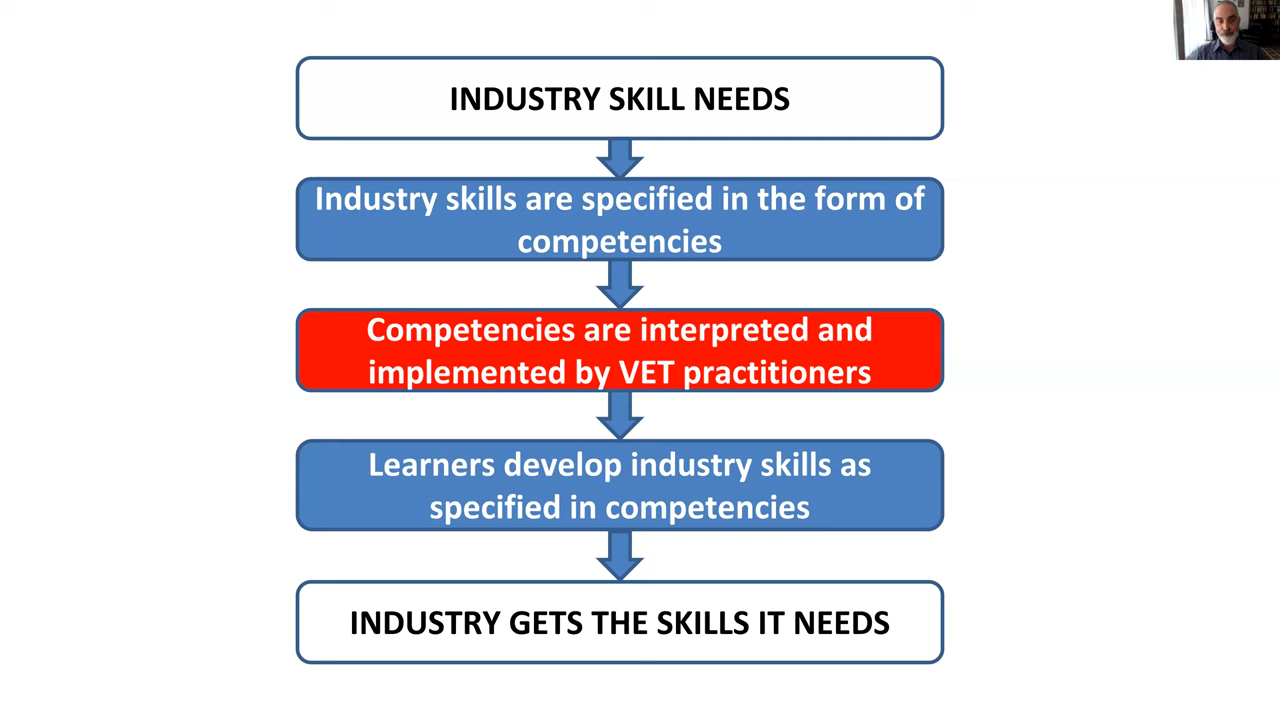 INDUSTRY SKILL NEEDS
Industry skills are specified in the form of
competencies
Competencies are interpreted and
implemented by VET practitioners
Learners develop industry skills as
specified in competencies
INDUSTRY GETS THE SKILLS IT NEEDS